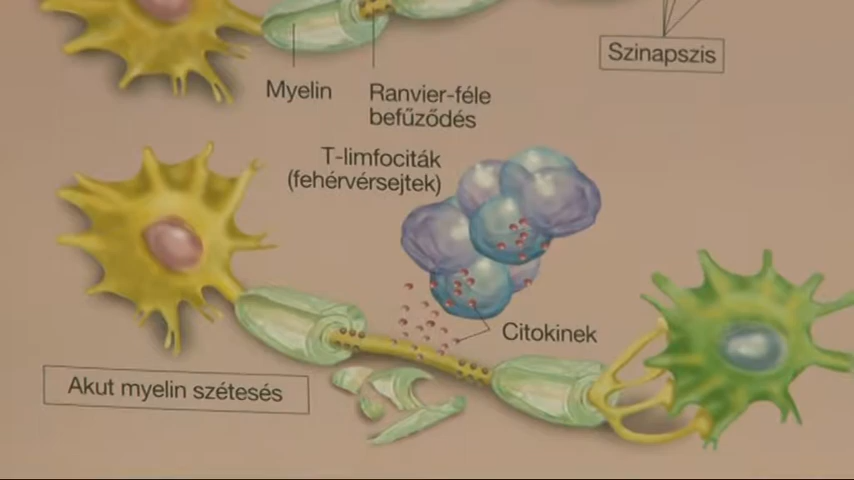 Szinapszis
Myelin
Ranvier-féle
befűződés
T-limfociták
(fehérvérsejtek)
Citokinek
Akut myelin szétesés